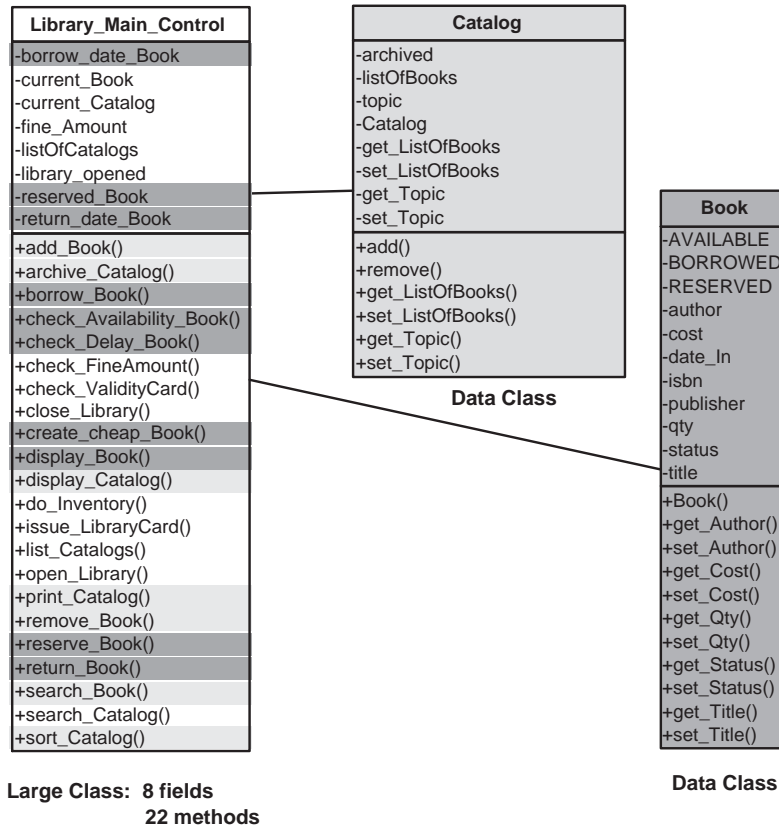 Library_Main_Control
-borrow_date_Book
-current_Book
-current_Catalog
-fine_Amount
-listOfCatalogs
-library_opened
-reserved_Book
-return_date_Book
+add_Book()
+archive_Catalog()
+borrow_Book()
+check_Availability_Book()
+check_Delay_Book()
+check_FineAmount()
+check_ValidityCard()
+close_Library()
+create_cheap_Book()
+display_Book()
+display_Catalog()
+do_Inventory()
+issue_LibraryCard()
+list_Catalogs()
+open_Library()
+print_Catalog()
+remove_Book()
+reserve_Book()
+return_Book()
+search_Book()
+search_Catalog()
+sort_Catalog()
Large Class: 8 fields
22 methods
Catalog
-archived
-listOfBooks
-topic
-Catalog
-get_ListOfBooks
-set_ListOfBooks
-get_Topic
-set_Topic
+add()
+remove()
+get_ListOfBooks()
+set_ListOfBooks()
+get_Topic()
+set_Topic()
Data Class
Book
-AVAILABLE
-BORROWED
-RESERVED
-author
-cost
-date_In
-isbn
-publisher
-qty
-status
-title
+Book()
+get_Author()
+set_Author()
+get_Cost()
+set_Cost()
+get_Qty()
+set_Qty()
+get_Status()
+set_Status()
+get_Title()
+set_Title()
Data Class